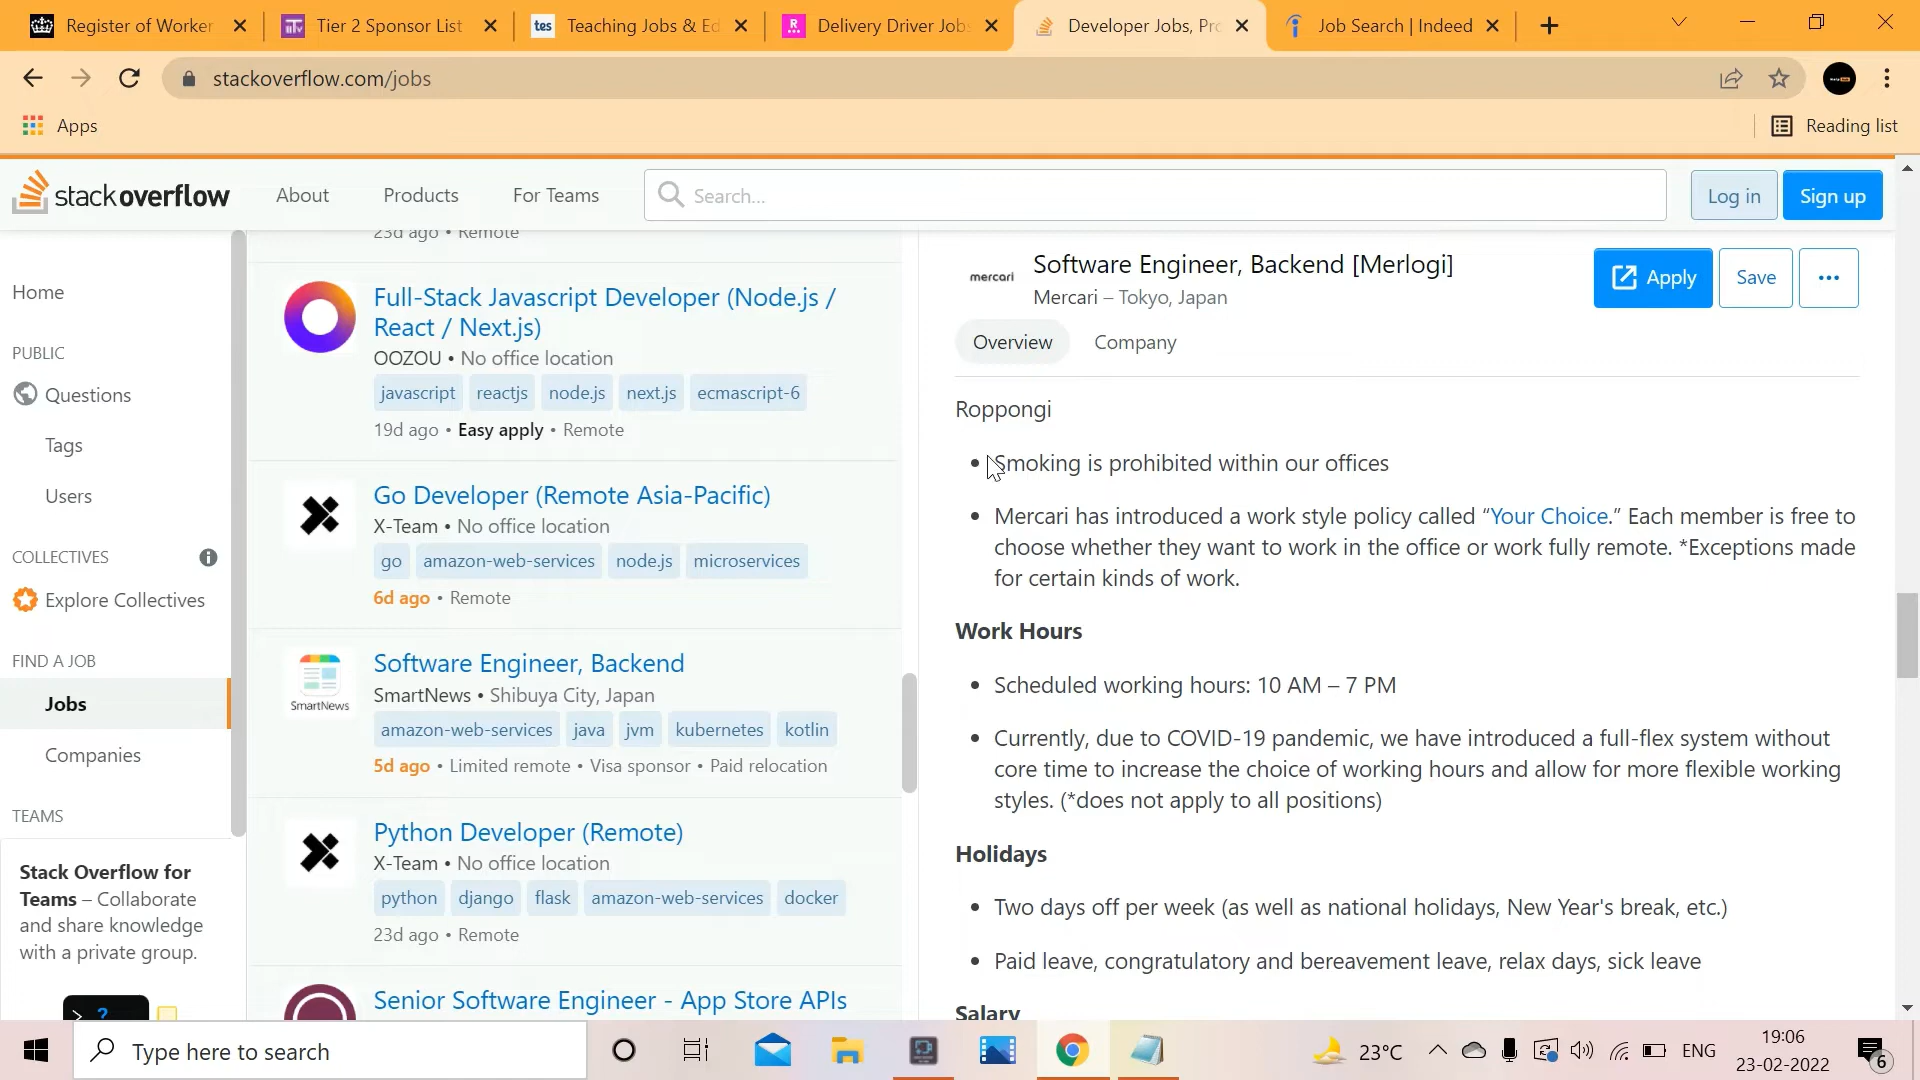 Register of Worker
Tier 2 Sponsor List
tes
Teaching Jobs & Ed
R.
Delivery Driver Jobs
Developer Jobs, Pro
Job Search | Indeed
stackoverflow.com/jobs
Apps
Reading list
stackoverflow
About
Products
For Teams
Search...
Log in
Sign up
Home
PUBLIC
Questions
Tags
Users
COLLECTIVES
Explore Collectives
FIND A JOB
Jobs
Companies
TEAMS
Stack Overflow for
Teams – Collaborate
and share knowledge
with a private group.
23d ago • Remote
Full-Stack Javascript Developer (Node.js /
React / Next.js)
OOZOU • No office location
javascript reactjs node.js next.js ecmascript-6
19d ago • Easy apply • Remote
Go Developer (Remote Asia-Pacific)
X-Team • No office location
go amazon-web-services node.js microservices
6d ago • Remote
SmartNews
Software Engineer, Backend
SmartNews • Shibuya City, Japan
amazon-web-services java jvm kubernetes kotlin
5d ago • Limited remote • Visa sponsor • Paid relocation
Python Developer (Remote)
X-Team • No office location
python django flask amazon-web-services docker
23d ago • Remote
Senior Software Engineer - App Store APIs
mercari
Software Engineer, Backend [Merlogi]
Mercari – Tokyo, Japan
Apply
Save
Overview
Company
Roppongi
• Smoking is prohibited within our offices
• Mercari has introduced a work style policy called “Your Choice.” Each member is free to
choose whether they want to work in the office or work fully remote. *Exceptions made
for certain kinds of work.
Work Hours
• Scheduled working hours: 10 AM – 7 PM
• Currently, due to COVID-19 pandemic, we have introduced a full-flex system without
core time to increase the choice of working hours and allow for more flexible working
styles. (*does not apply to all positions)
Holidays
• Two days off per week (as well as national holidays, New Year's break, etc.)
• Paid leave, congratulatory and bereavement leave, relax days, sick leave
Salary
Type here to search
23°C
ENG
19:06
23-02-2022
6